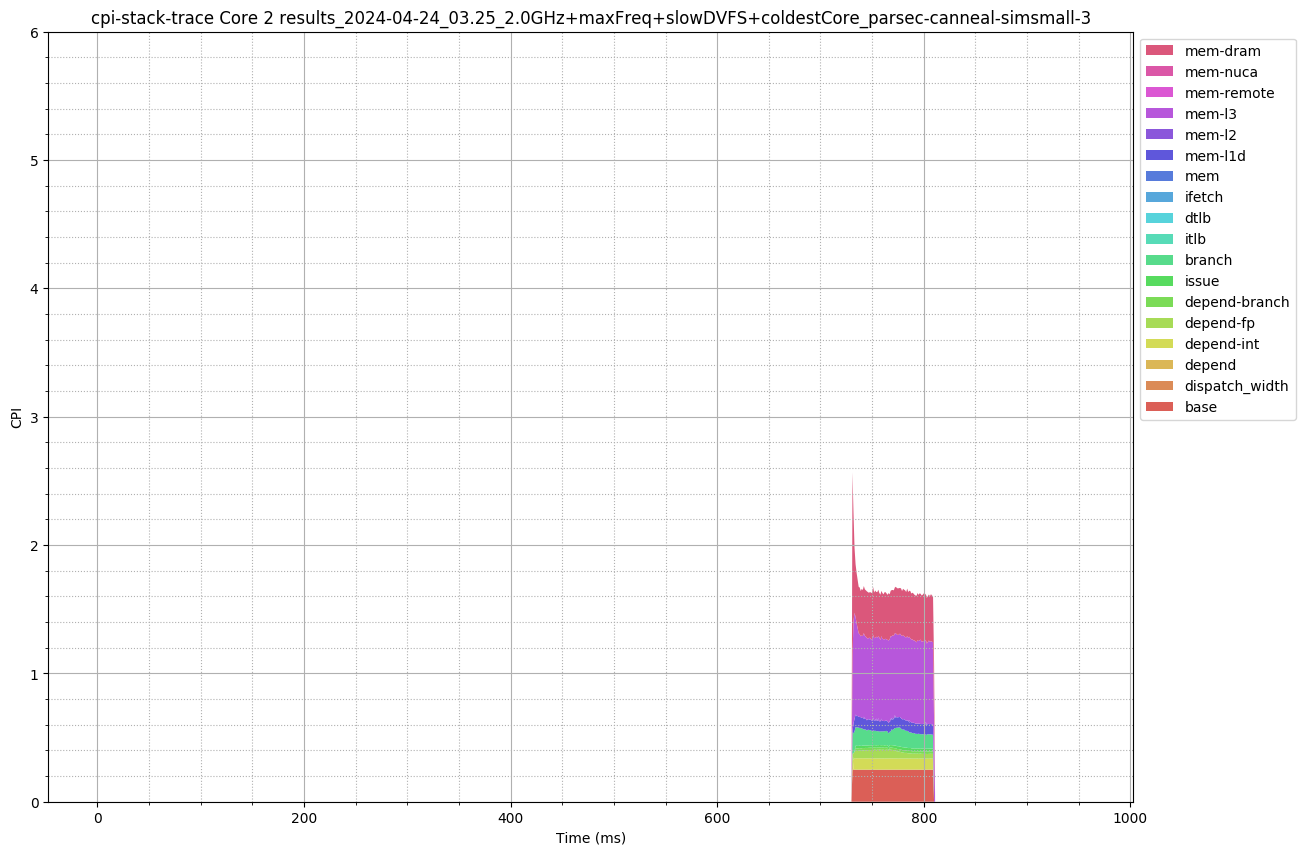 cpi-stack-trace Core 2 results_2024-04-24_03.25_2.0GHz+maxFreq+slowDVFS+coldestCore_parsec-canneal-simsmall-3
6
5
4
3
2
1
0
CPI
0
200
400
600
800
1000
Time (ms)
mem-dram
mem-nuca
mem-remote
mem-l3
mem-l2
mem-l1d
mem
ifetch
dtlb
itlb
branch
issue
depend-branch
depend-fp
depend-int
depend
dispatch_width
base